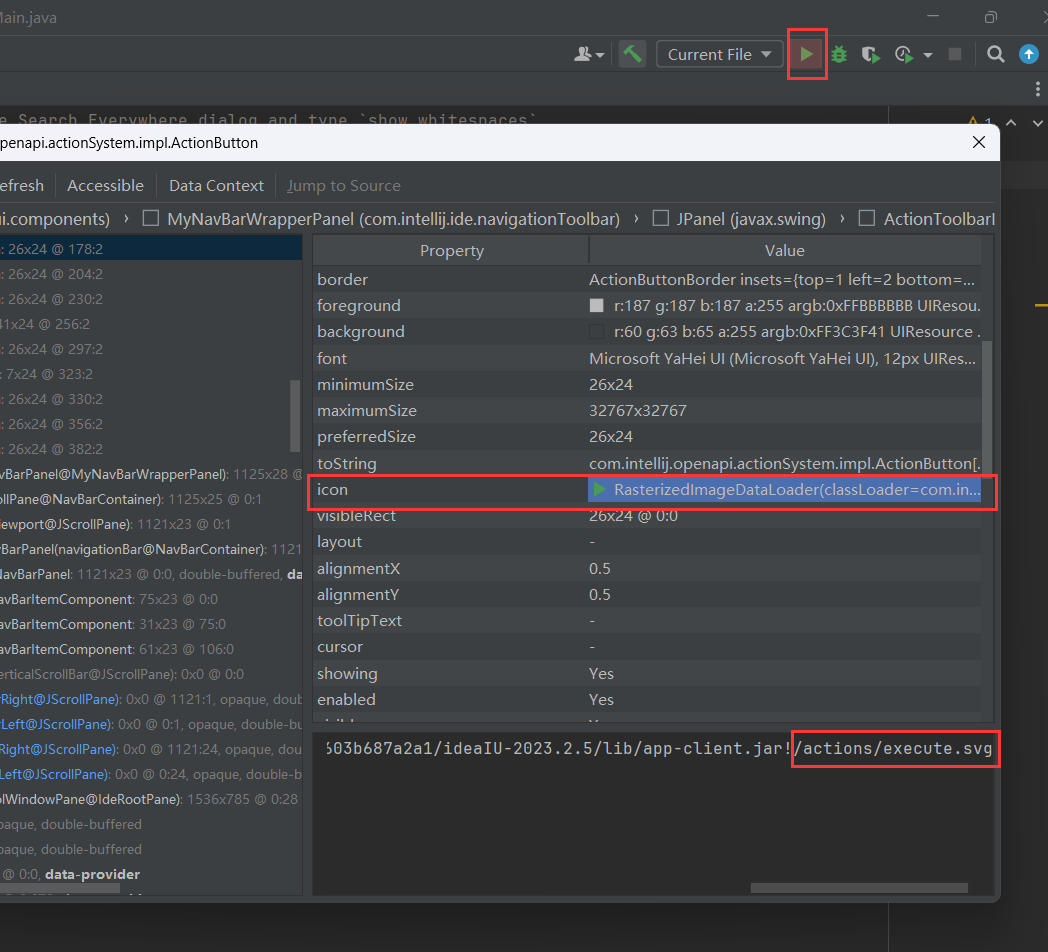 Main.java
Current File
e Search Everywhere dialog and type `show whitespaces`
1
penapi.actionSystem.impl.ActionButton
efresh
Accessible
Data Context
Jump to Source
ui.components) › MyNavBarWrapperPanel (com.intellij.ide.navigationToolbar) › JPanel (javax.swing) › ActionToolbarI
: 26x24 @ 178:2
: 26x24 @ 204:2
: 26x24 @ 230:2
41x24 @ 256:2
: 26x24 @ 297:2
: 7x24 @ 323:2
: 26x24 @ 330:2
: 26x24 @ 356:2
: 26x24 @ 382:2
vBarPanel@MyNavBarWrapperPanel): 1125x28 @
ollPane@NavBarContainer): 1125x25 @ 0:1
iewport@JScrollPane): 1121x23 @ 0:1
vBarPanel(navigationBar@NavBarContainer): 1121
NavBarPanel: 1121x23 @ 0:0, double-buffered, da
avBarItemComponent: 75x23 @ 0:0
avBarItemComponent: 31x23 @ 75:0
avBarItemComponent: 61x23 @ 106:0
erticalScrollBar@JScrollPane): 0x0 @ 0:0
rRight@JScrollPane): 0x0 @ 1121:1, opaque, doub
rLeft@JScrollPane): 0x0 @ 0:1, opaque, double-bu
Right@JScrollPane): 0x0 @ 1121:24, opaque, dou
Left@JScrollPane): 0x0 @ 0:24, opaque, double-b
olWindowPane@IdeRootPane): 1536x785 @ 0:28
paque, double-buffered
paque, double-buffered
@ 0:0, data-provider
Property Value
border ActionButtonBorder insets={top=1 left=2 bottom=...
foreground r:187 g:187 b:187 a:255 argb:0xFFBBBBBB UIResou.
background r:60 g:63 b:65 a:255 argb:0xFF3C3F41 UIResource .
font Microsoft YaHei UI (Microsoft YaHei UI), 12px UIRes...
minimumSize 26x24
maximumSize 32767x32767
preferredSize 26x24
toString com.intellij.openapi.actionSystem.impl.ActionButton[.
icon RasterizedImageDataLoader(classLoader=com.in...
visibleRect 26x24 @ 0:0
layout -
alignmentX 0.5
alignmentY 0.5
toolTipText -
cursor -
showing Yes
enabled Yes
603b687a2a1/ideaIU-2023.2.5/lib/app-client.jar!/actions/execute.svg